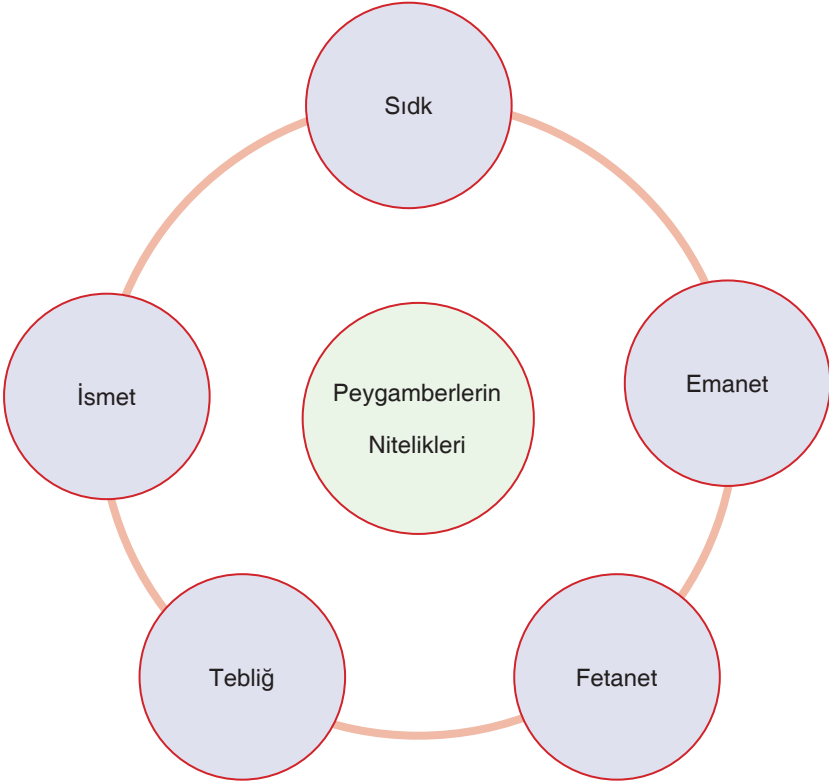 Sıdk
Emanet
Fetanet
Tebliğ
İsmet
Peygamberlerin
Nitelikleri